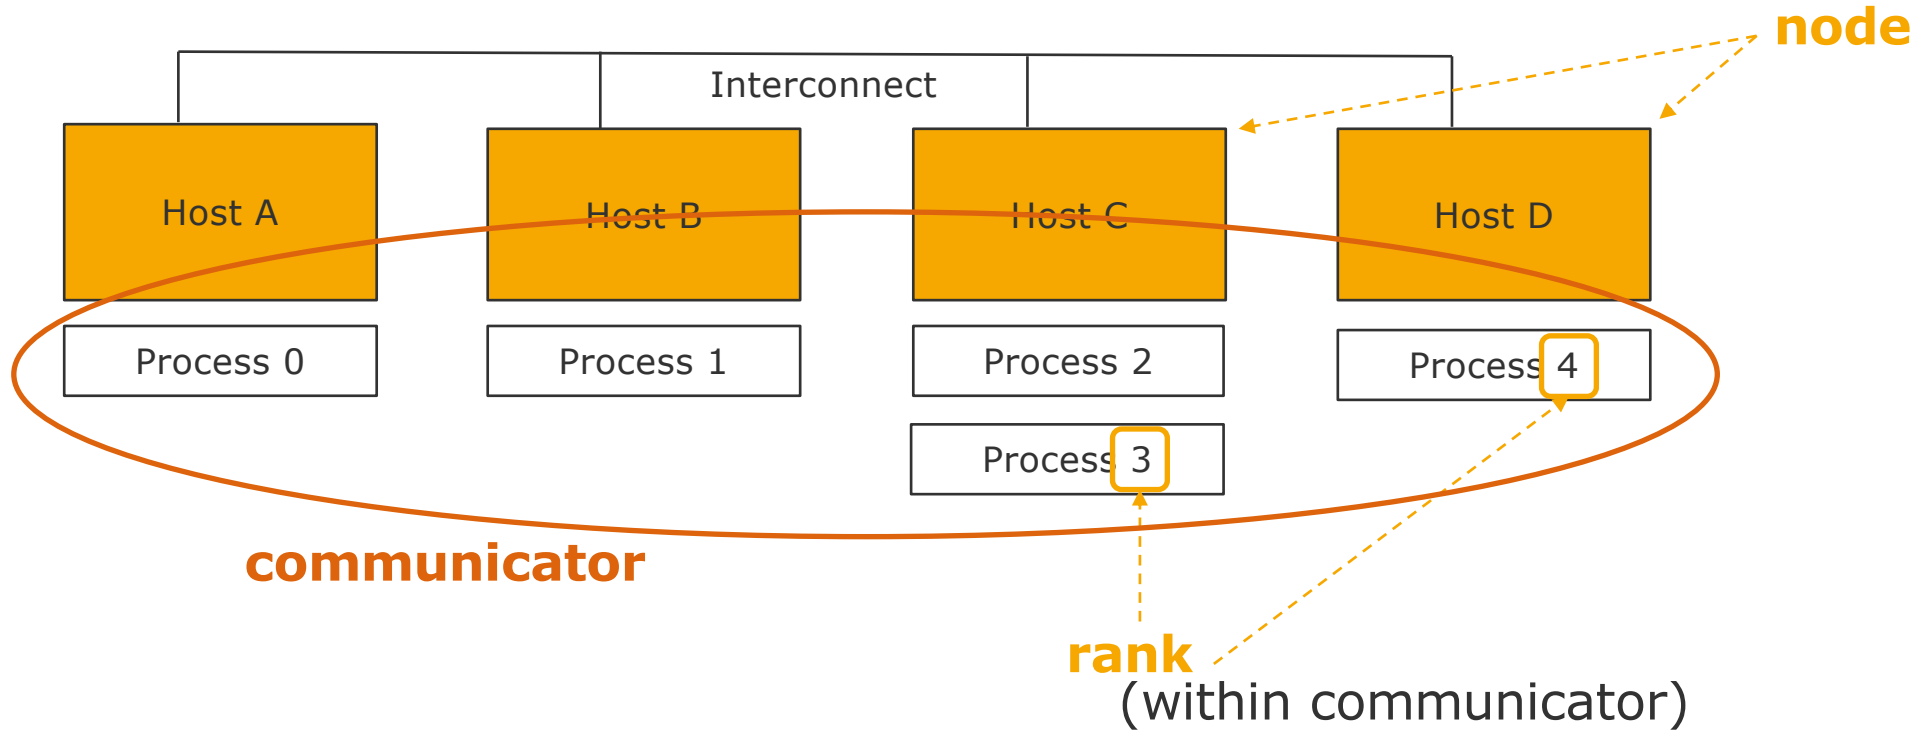 node
Interconnect
Host A
Host B
Host C
Host D
Process 0
Process 1
Process 2
Process 4
Process 3
communicator
rank
(within communicator)